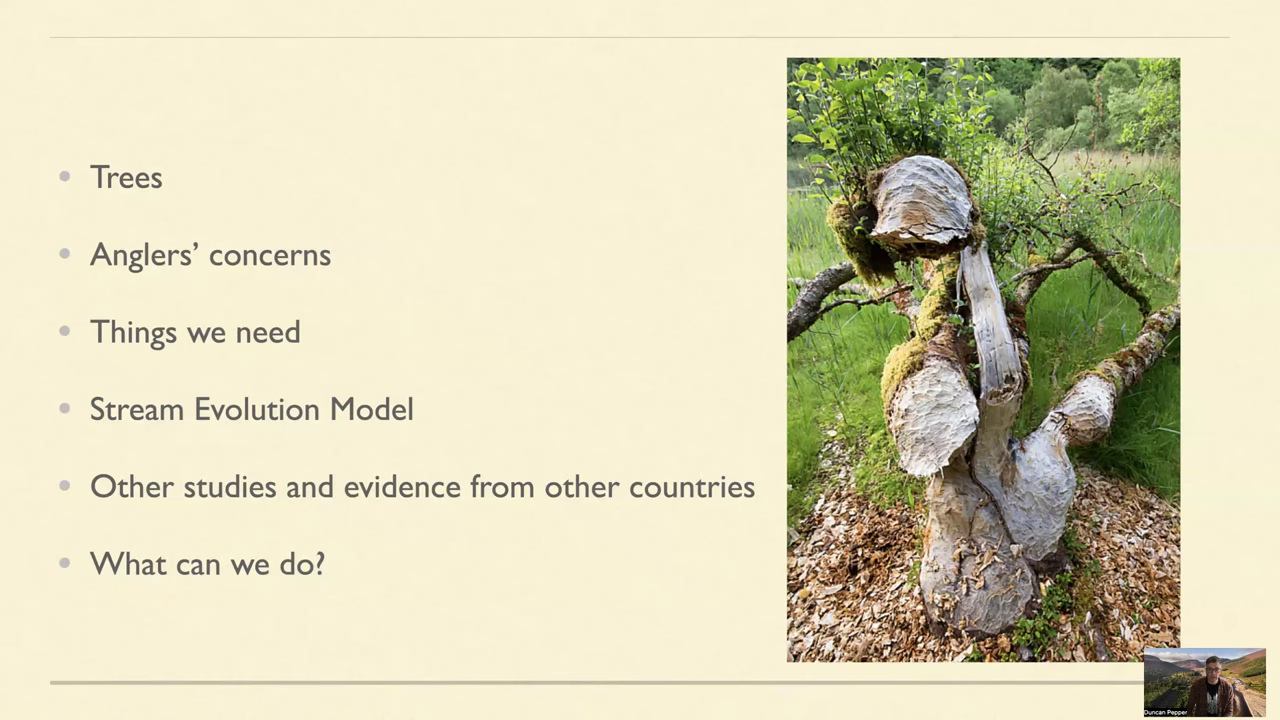 Trees
Anglers’ concerns
Things we need
Stream Evolution Model
Other studies and evidence from other countries
What can we do?
Duncan Pepper